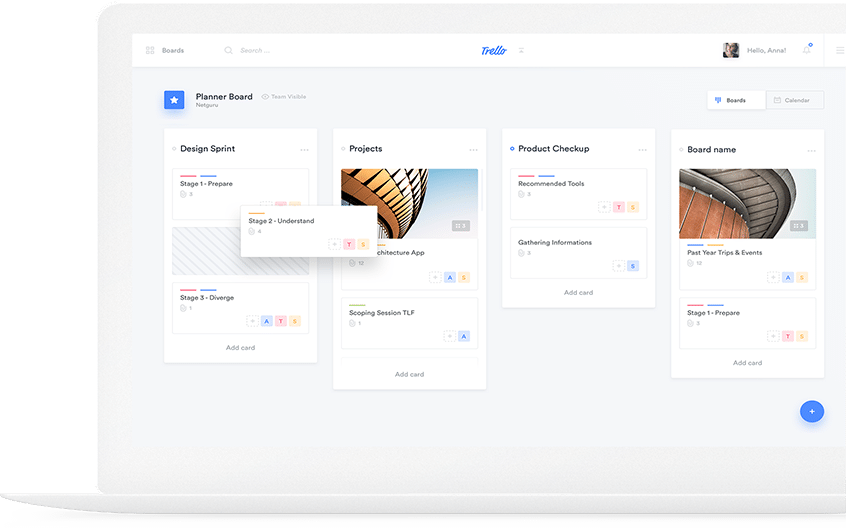 Boards
Search ...
Trello
Hello, Anna!
Planner Board
Team Visible
Netguru
Boards
Calendar
Design Sprint
Stage 1 - Prepare
3
Stage 2 - Understand
4
+ T S
Stage 3 - Diverge
1
+ A T S
Add card
Projects
3
chitecture App
12
+ A S
Scoping Session TLF
1
+ A
Add card
Product Checkup
Recommended Tools
3
+ T S
Gathering Informations
3
+ S
Add card
Board name
3
Past Year Trips & Events
12
+ A S
Stage 1 - Prepare
3
+ T S
Add card
+